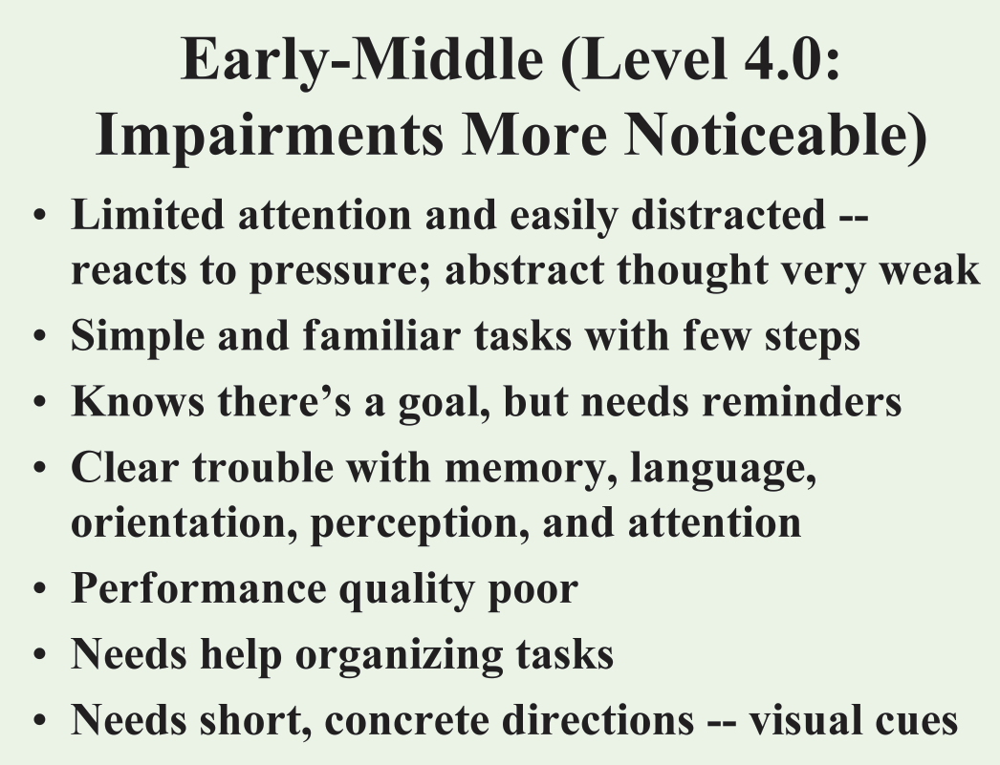 Early-Middle (Level 4.0:
Impairments More Noticeable)
• Limited attention and easily distracted --
reacts to pressure; abstract thought very weak
• Simple and familiar tasks with few steps
• Knows there’s a goal, but needs reminders
• Clear trouble with memory, language,
orientation, perception, and attention
• Performance quality poor
• Needs help organizing tasks
• Needs short, concrete directions -- visual cues